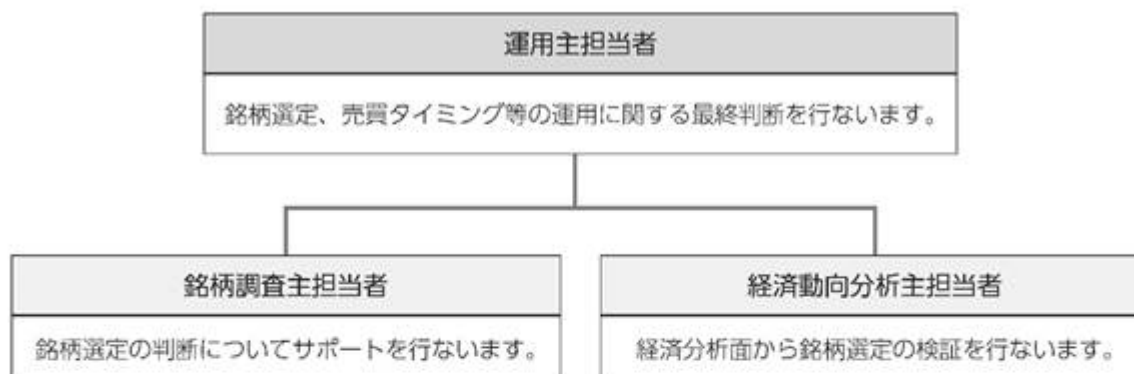 運用主担当者
銘柄選定、売買タイミング等の運用に関する最終判断を行ないます。
銘柄調査主担当者
銘柄選定の判断についてサポートを行ないます。
経済動向分析主担当者
経済分析面から銘柄選定の検証を行ないます。